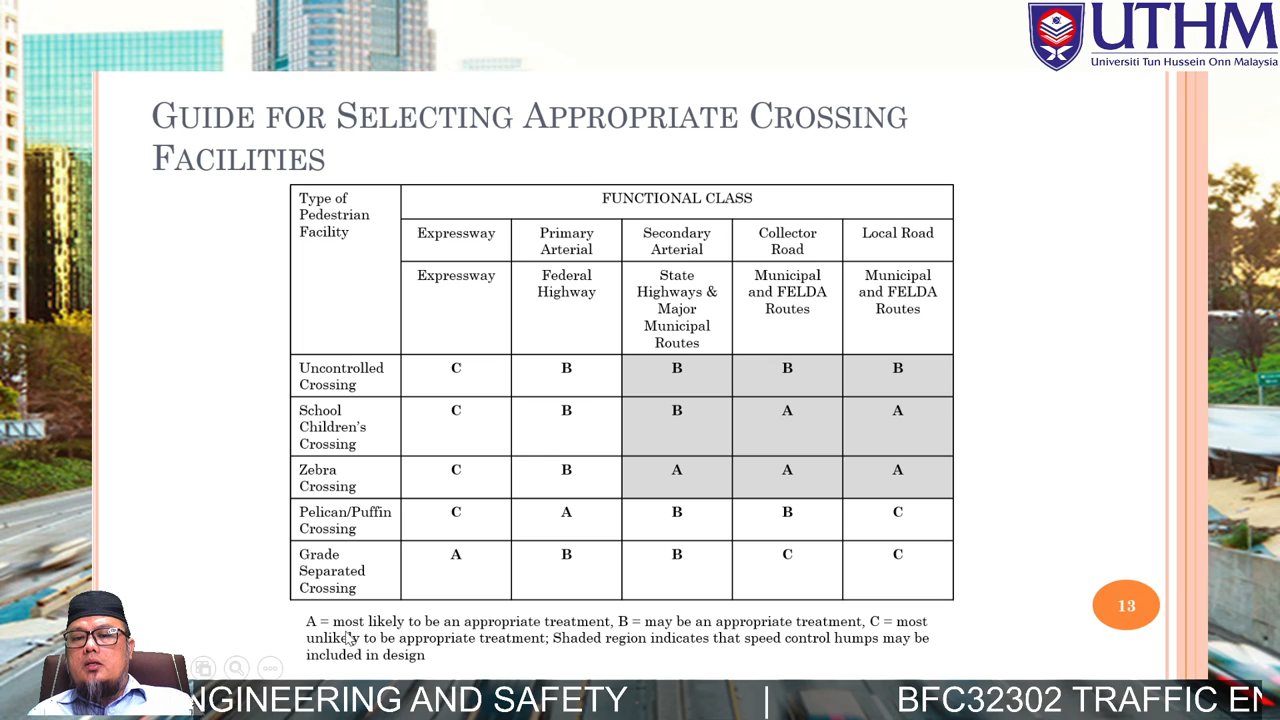 UTHM
Universiti Tun Hussein Onn Malaysia
GUIDE FOR SELECTING APPROPRIATE CROSSING
FACILITIES
Type of
Pedestrian
Facility
FUNCTIONAL CLASS
Expressway
Primary
Arterial
Secondary
Arterial
Collector
Road
Local Road
Expressway
Federal
Highway
State
Highways &
Major
Municipal
Routes
Municipal
and FELDA
Routes
Municipal
and FELDA
Routes
Uncontrolled
Crossing
C
B
B
B
B
School
Children's
Crossing
C
B
B
A
A
Zebra
Crossing
C
B
A
A
A
Pelican/Puffin
Crossing
C
A
B
B
C
Grade
Separated
Crossing
A
B
B
C
C
A = most likely to be an appropriate treatment, B = may be an appropriate treatment, C = most
unlikely to be appropriate treatment; Shaded region indicates that speed control humps may be
included in design
13
NGINEERING AND SAFETY | BFC32302 TRAFFIC EN